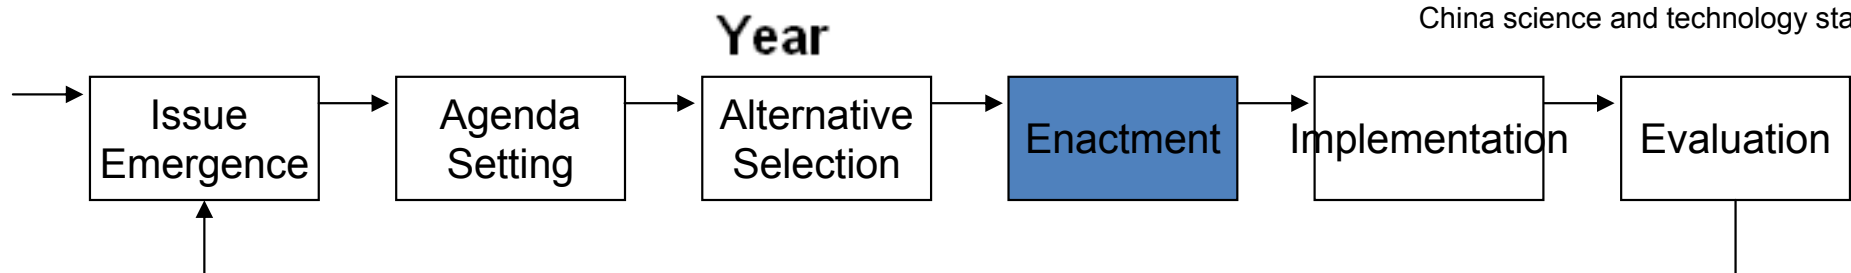 China science and technology sta
Year
Issue
Emergence
Agenda
Setting
Alternative
Selection
Enactment
Implementation
Evaluation